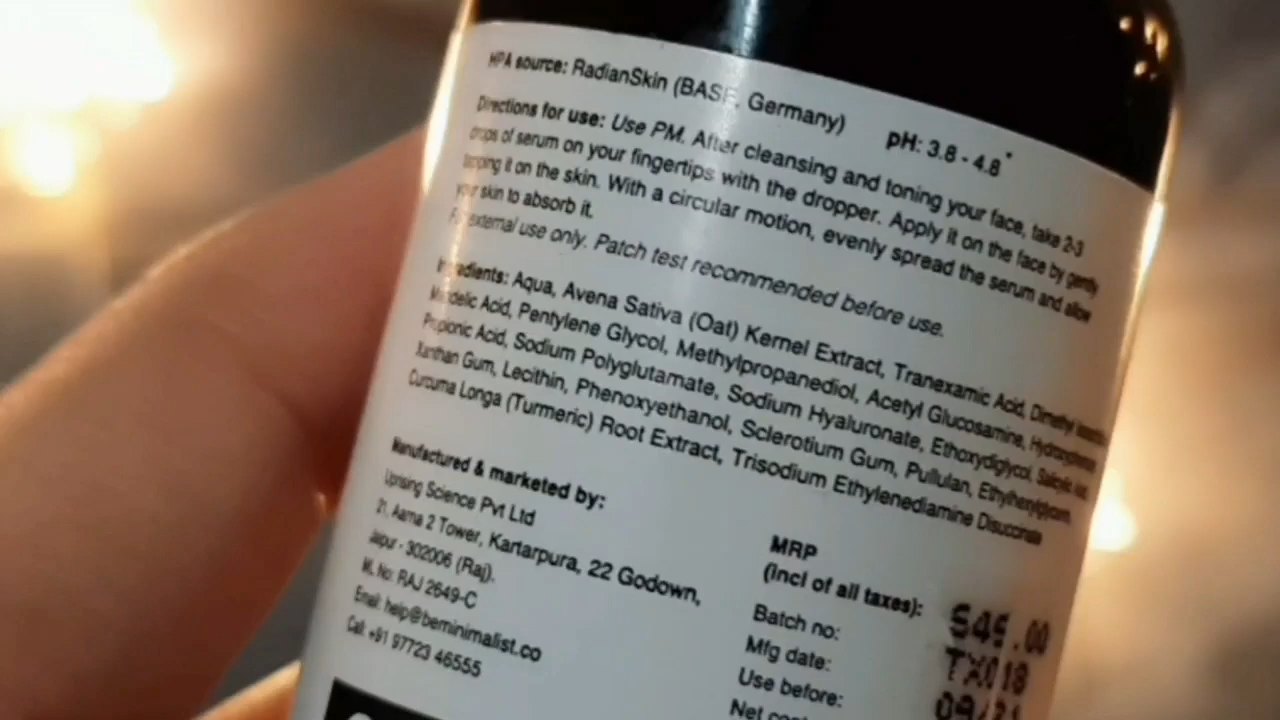 HPA source: RadianSkin (BASF, Germany) pH: 3.8 - 4.8*
Directions for use: Use PM. After cleansing and toning your face, take 2-3
drops of serum on your fingertips with the dropper. Apply it on the face by gently
tapping it on the skin. With a circular motion, evenly spread the serum and allow
your skin to absorb it.
For external use only. Patch test recommended before use.
Ingredients: Aqua, Avena Sativa (Oat) Kernel Extract, Tranexamic Acid, Dimethyl
Mandelic Acid, Pentylene Glycol, Methylpropanediol, Acetyl Glucosamine,
Propionic Acid, Sodium Polyglutamate, Sodium Hyaluronate, Ethoxydiglycol, Salicylic Acid,
Xanthan Gum, Lecithin, Phenoxyethanol, Sclerotium Gum, Pullulan, Ethylhexylglycerin,
Curcuma Longa (Turmeric) Root Extract, Trisodium Ethylenediamine Disuccinate
Manufactured & marketed by:
Uprising Science Pvt Ltd
21, Aarna 2 Tower, Kartarpura, 22 Godown,
Jaipur - 302006 (Raj).
ML No: RAJ 2649-C
Email: help@beminimalist.co
Call: +91 97723 46555
MRP
(incl of all taxes): 549.00
Batch no: TX018
Mfg date: 09/21
Use before:
Net